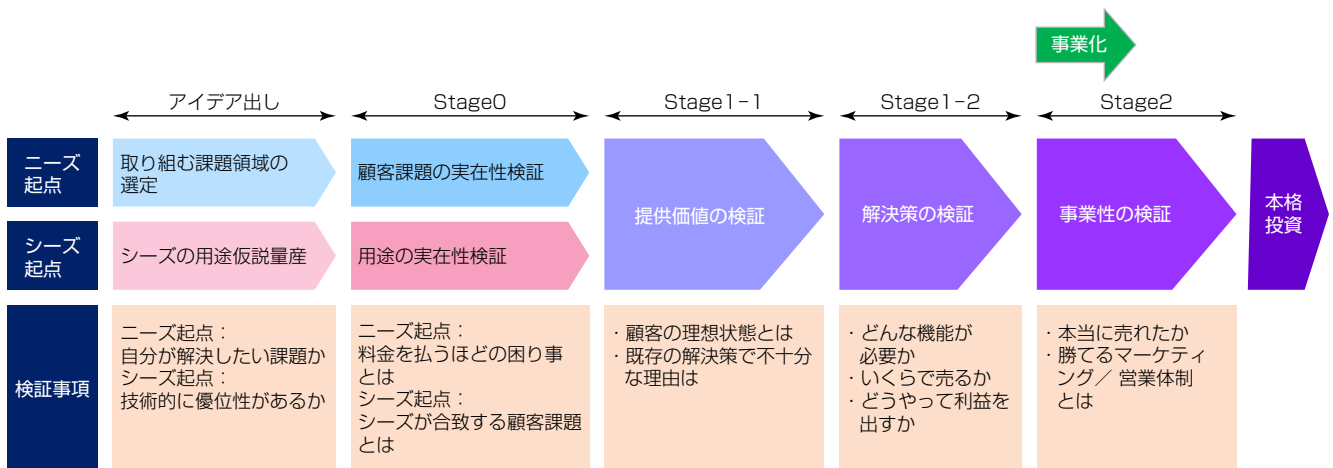 事業化
アイデア出し
Stage0
Stage1-1
Stage1-2
Stage2
ニーズ
起点
取り組む課題領域の
選定
顧客課題の実在性検証
シーズ
起点
シーズの用途仮説量産
用途の実在性検証
提供価値の検証
解決策の検証
事業性の検証
本格
投資
検証事項
ニーズ起点：
自分が解決したい課題か
シーズ起点：
技術的に優位性があるか
ニーズ起点：
料金を払うほどの困り事
とは
シーズ起点：
シーズが合致する顧客課題
とは
・顧客の理想状態とは
・既存の解決策で不十分
な理由は
・どんな機能が
必要か
・いくらで売るか
・どうやって利益を
出すか
・本当に売れたか
・勝てるマーケティ
ング／ 営業体制
とは